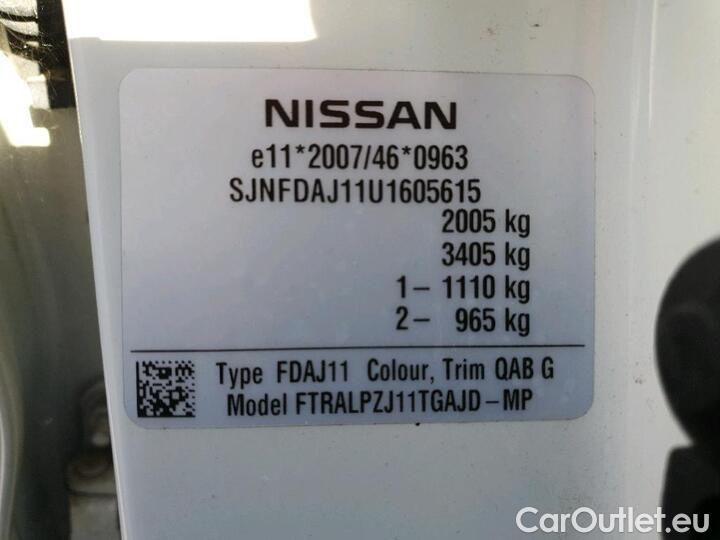 NISSAN
e11*2007/46*0963
SJNFDAJ11U1605615
2005 kg
3405 kg
1- 1110 kg
2- 965 kg
Type FDAJ11 Colour, Trim QAB G
Model FTRALPZJ11TGAJD-MP
CarOutlet.eu